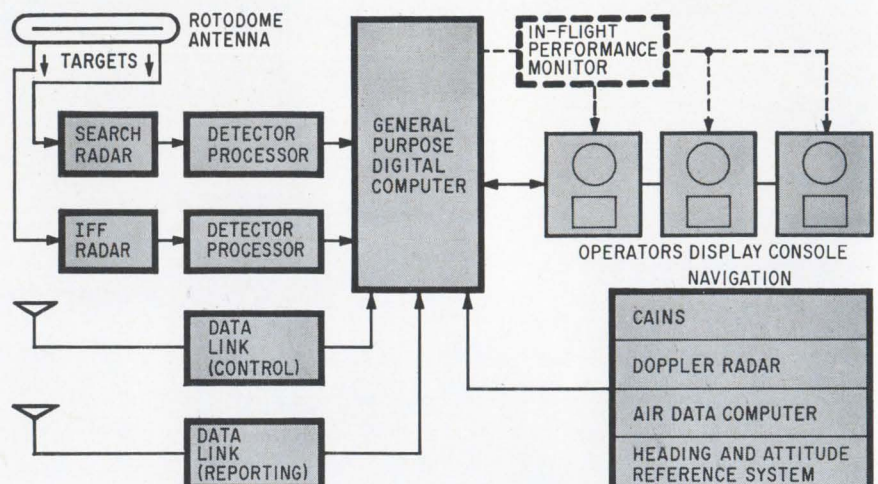 ROTODOME
ANTENNA
TARGETS
SEARCH
RADAR
DETECTOR
PROCESSOR
IFF
RADAR
DETECTOR
PROCESSOR
DATA
LINK
(CONTROL)
DATA
LINK
(REPORTING)
GENERAL
PURPOSE
DIGITAL
COMPUTER
IN-FLIGHT
PERFORMANCE
MONITOR
OPERATORS DISPLAY CONSOLE
NAVIGATION
CAINS
DOPPLER RADAR
AIR DATA COMPUTER
HEADING AND ATTITUDE
REFERENCE SYSTEM